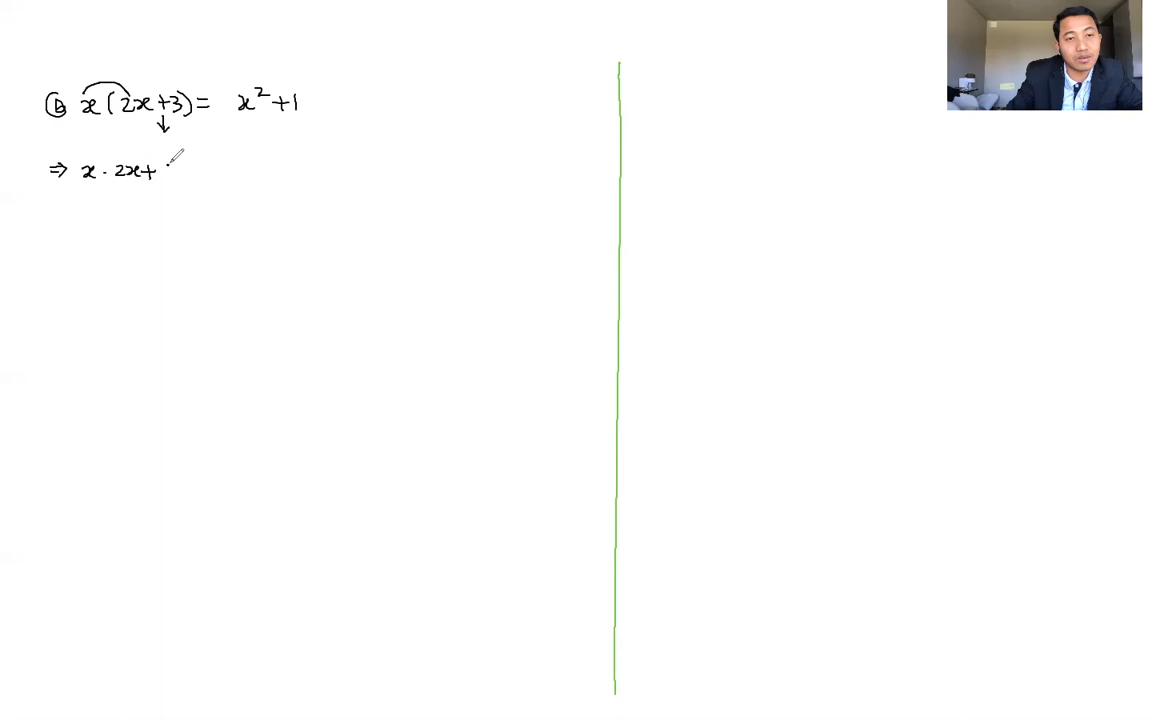 (b) x(2x+3) = x² + 1
⇒ x · 2x +